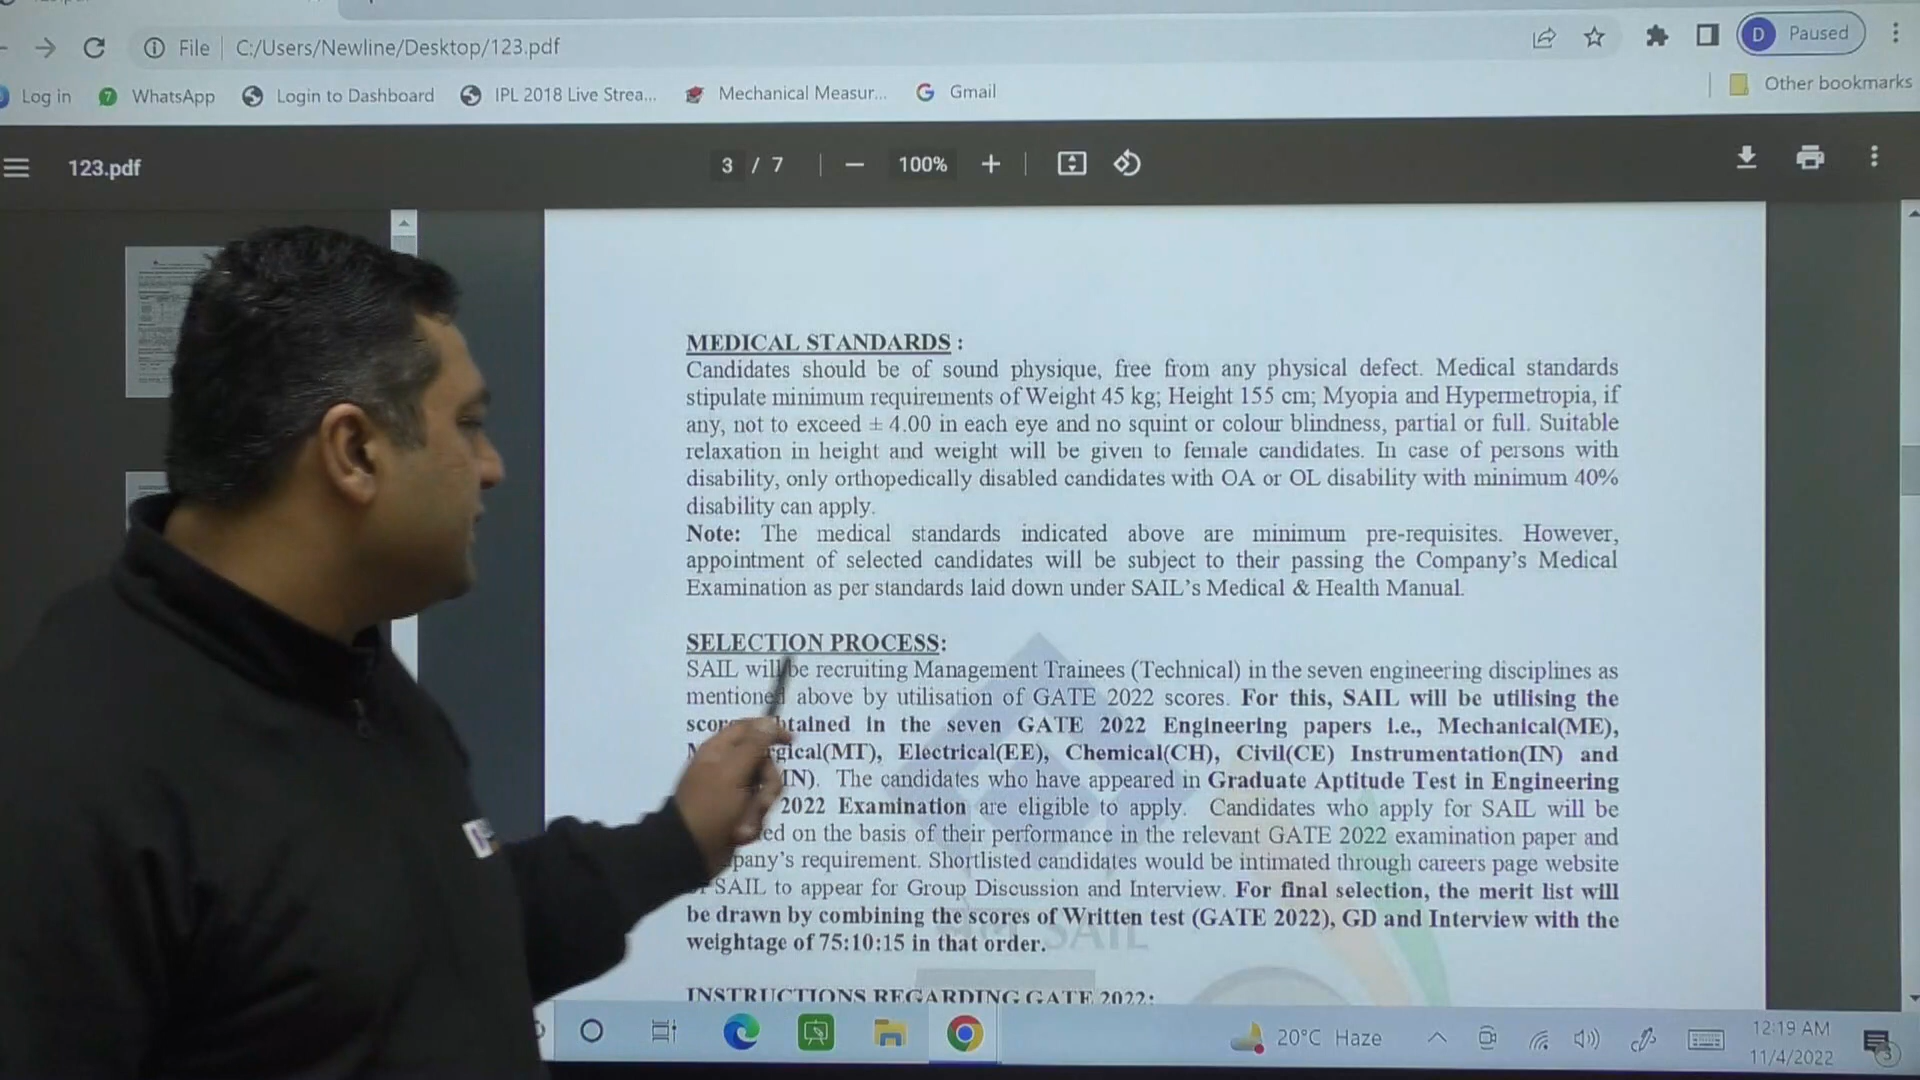 File C:/Users/Newline/Desktop/123.pdf
D Paused
Log in 7 WhatsApp Login to Dashboard IPL 2018 Live Strea... Mechanical Measur... G Gmail Other bookmarks
123.pdf 3 / 7 100%
MEDICAL STANDARDS :
Candidates should be of sound physique, free from any physical defect. Medical standards
stipulate minimum requirements of Weight 45 kg; Height 155 cm; Myopia and Hypermetropia, if
any, not to exceed ± 4.00 in each eye and no squint or colour blindness, partial or full. Suitable
relaxation in height and weight will be given to female candidates. In case of persons with
disability, only orthopedically disabled candidates with OA or OL disability with minimum 40%
disability can apply.
Note: The medical standards indicated above are minimum pre-requisites. However,
appointment of selected candidates will be subject to their passing the Company's Medical
Examination as per standards laid down under SAIL's Medical & Health Manual.
SELECTION PROCESS:
SAIL will be recruiting Management Trainees (Technical) in the seven engineering disciplines as
mentioned above by utilisation of GATE 2022 scores. For this, SAIL will be utilising the
in the seven GATE 2022 Engineering papers i.e., Mechanical(ME),
Electrical(EE), Chemical(CH), Civil(CE) Instrumentation(IN) and
The candidates who have appeared in Graduate Aptitude Test in Engineering
2022 Examination are eligible to apply. Candidates who apply for SAIL will be
on the basis of their performance in the relevant GATE 2022 examination paper and
requirement. Shortlisted candidates would be intimated through careers page website
SAIL to appear for Group Discussion and Interview. For final selection, the merit list will
be drawn by combining the scores of Written test (GATE 2022), GD and Interview with the
weightage of 75:10:15 in that order.
SAIL
INSTRUCTIONS REGARDING GATE 2022:
20°C Haze
12:19 AM
11/4/2022
3